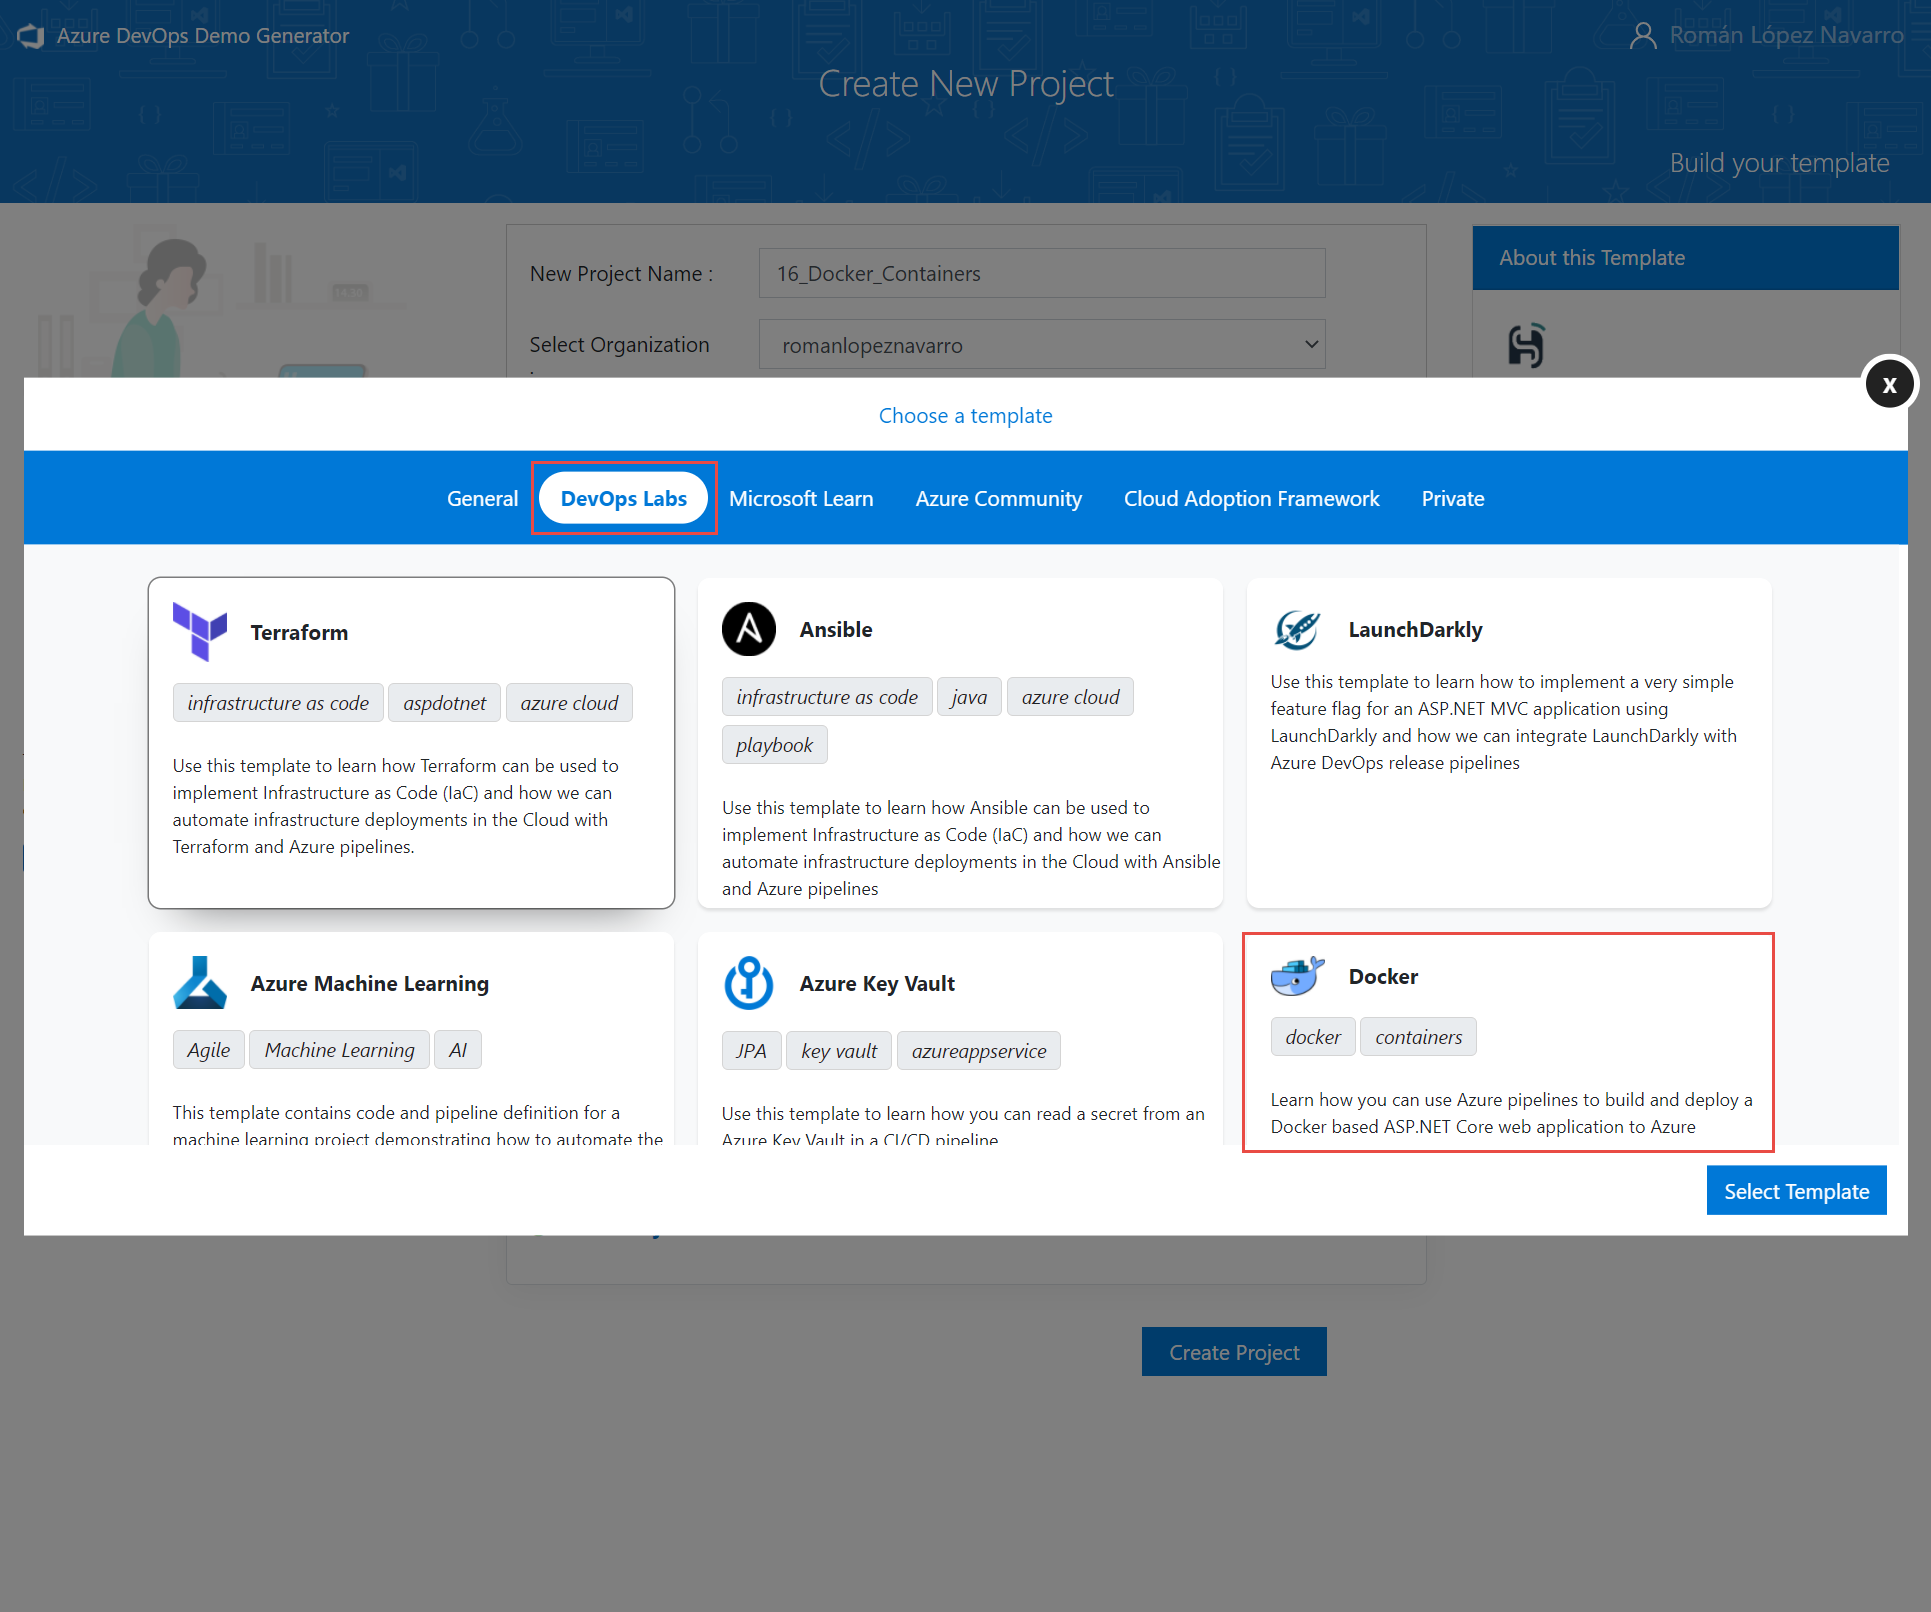 Azure DevOps Demo Generator
Román López Navarro
Create New Project
Build your template
New Project Name :
16_Docker_Containers
About this Template
Select Organization
:
romanlopeznavarro
14:30
x
Choose a template
General
DevOps Labs
Microsoft Learn
Azure Community
Cloud Adoption Framework
Private
Terraform
infrastructure as code
aspdotnet
azure cloud
Use this template to learn how Terraform can be used to
implement Infrastructure as Code (IaC) and how we can
automate infrastructure deployments in the Cloud with
Terraform and Azure pipelines.
Ansible
infrastructure as code
java
azure cloud
playbook
Use this template to learn how Ansible can be used to
implement Infrastructure as Code (IaC) and how we can
automate infrastructure deployments in the Cloud with Ansible
and Azure pipelines
LaunchDarkly
Use this template to learn how to implement a very simple
feature flag for an ASP.NET MVC application using
LaunchDarkly and how we can integrate LaunchDarkly with
Azure DevOps release pipelines
Azure Machine Learning
Agile
Machine Learning
AI
This template contains code and pipeline definition for a
machine learning project demonstrating how to automate the
Azure Key Vault
JPA
key vault
azureappservice
Use this template to learn how you can read a secret from an
Azure Key Vault in a CI/CD pipeline
Docker
docker
containers
Learn how you can use Azure pipelines to build and deploy a
Docker based ASP.NET Core web application to Azure
Select Template
Create Project